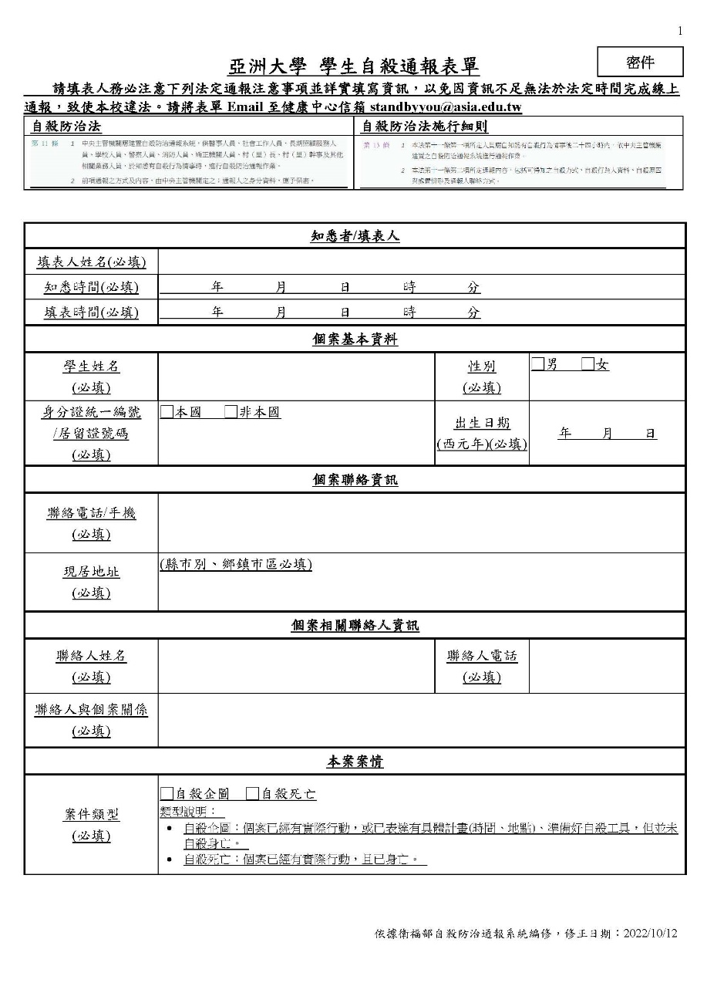 1
密件
亞洲大學 學生自殺通報表單
請填表人務必注意下列法定通報注意事項並詳實填寫資訊，以免因資訊不足無法於法定時間完成線上
通報，致使本校違法。請將表單 Email 至健康中心信箱 standbyyou@asia.edu.tw
自殺防治法
第 11 條 1 中央主管機關應建置自殺防治通報系統，供醫事人員、社會工作人員、長期照顧服務人
員、學校人員、警察人員、消防人員、矯正機關人員、村（里）長、村（里）幹事及其他
相關業務人員，於知悉有自殺行為情事時，進行自殺防治通報作業。
2 前項通報之方式及內容，由中央主管機關定之；通報人之身分資料，應予保密。
自殺防治法施行細則
第 13 條 1 本法第十一條第一項所定人員應自知悉有自殺行為情事後二十四小時內，依中央主管機關
建置之自殺防治通報系統進行通報作業。
2 本法第十一條第二項所定通報內容，包括可得知之自殺方式、自殺行為人資料、自殺原因
與處置情形及通報人聯絡方式。
知悉者/填表人
填表人姓名(必填)
知悉時間(必填) 年 月 日 時 分
填表時間(必填) 年 月 日 時 分
個案基本資料
學生姓名
(必填)
性別
(必填)
□男 □女
身分證統一編號
/居留證號碼
(必填)
□本國 □非本國
出生日期
(西元年)(必填)
年 月 日
個案聯絡資訊
聯絡電話/手機
(必填)
現居地址
(必填)
(縣市別、鄉鎮市區必填)
個案相關聯絡人資訊
聯絡人姓名
(必填)
聯絡人電話
(必填)
聯絡人與個案關係
(必填)
本案案情
案件類型
(必填)
□自殺企圖 □自殺死亡
類型說明：
● 自殺企圖：個案已經有實際行動，或已表達有具體計畫(時間、地點)、準備好自殺工具，但並未
自殺身亡。
● 自殺死亡：個案已經有實際行動，且已身亡。
依據衛福部自殺防治通報系統編修，修正日期：2022/10/12